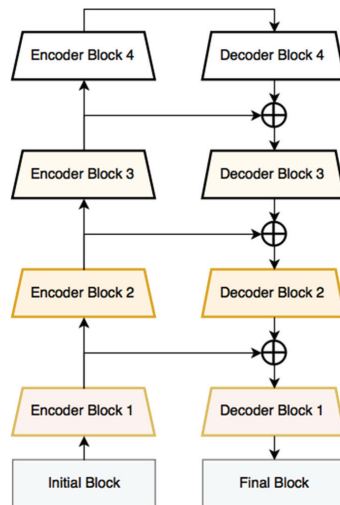 Encoder Block 4
Decoder Block 4
Encoder Block 3
Decoder Block 3
Encoder Block 2
Decoder Block 2
Encoder Block 1
Decoder Block 1
Initial Block
Final Block